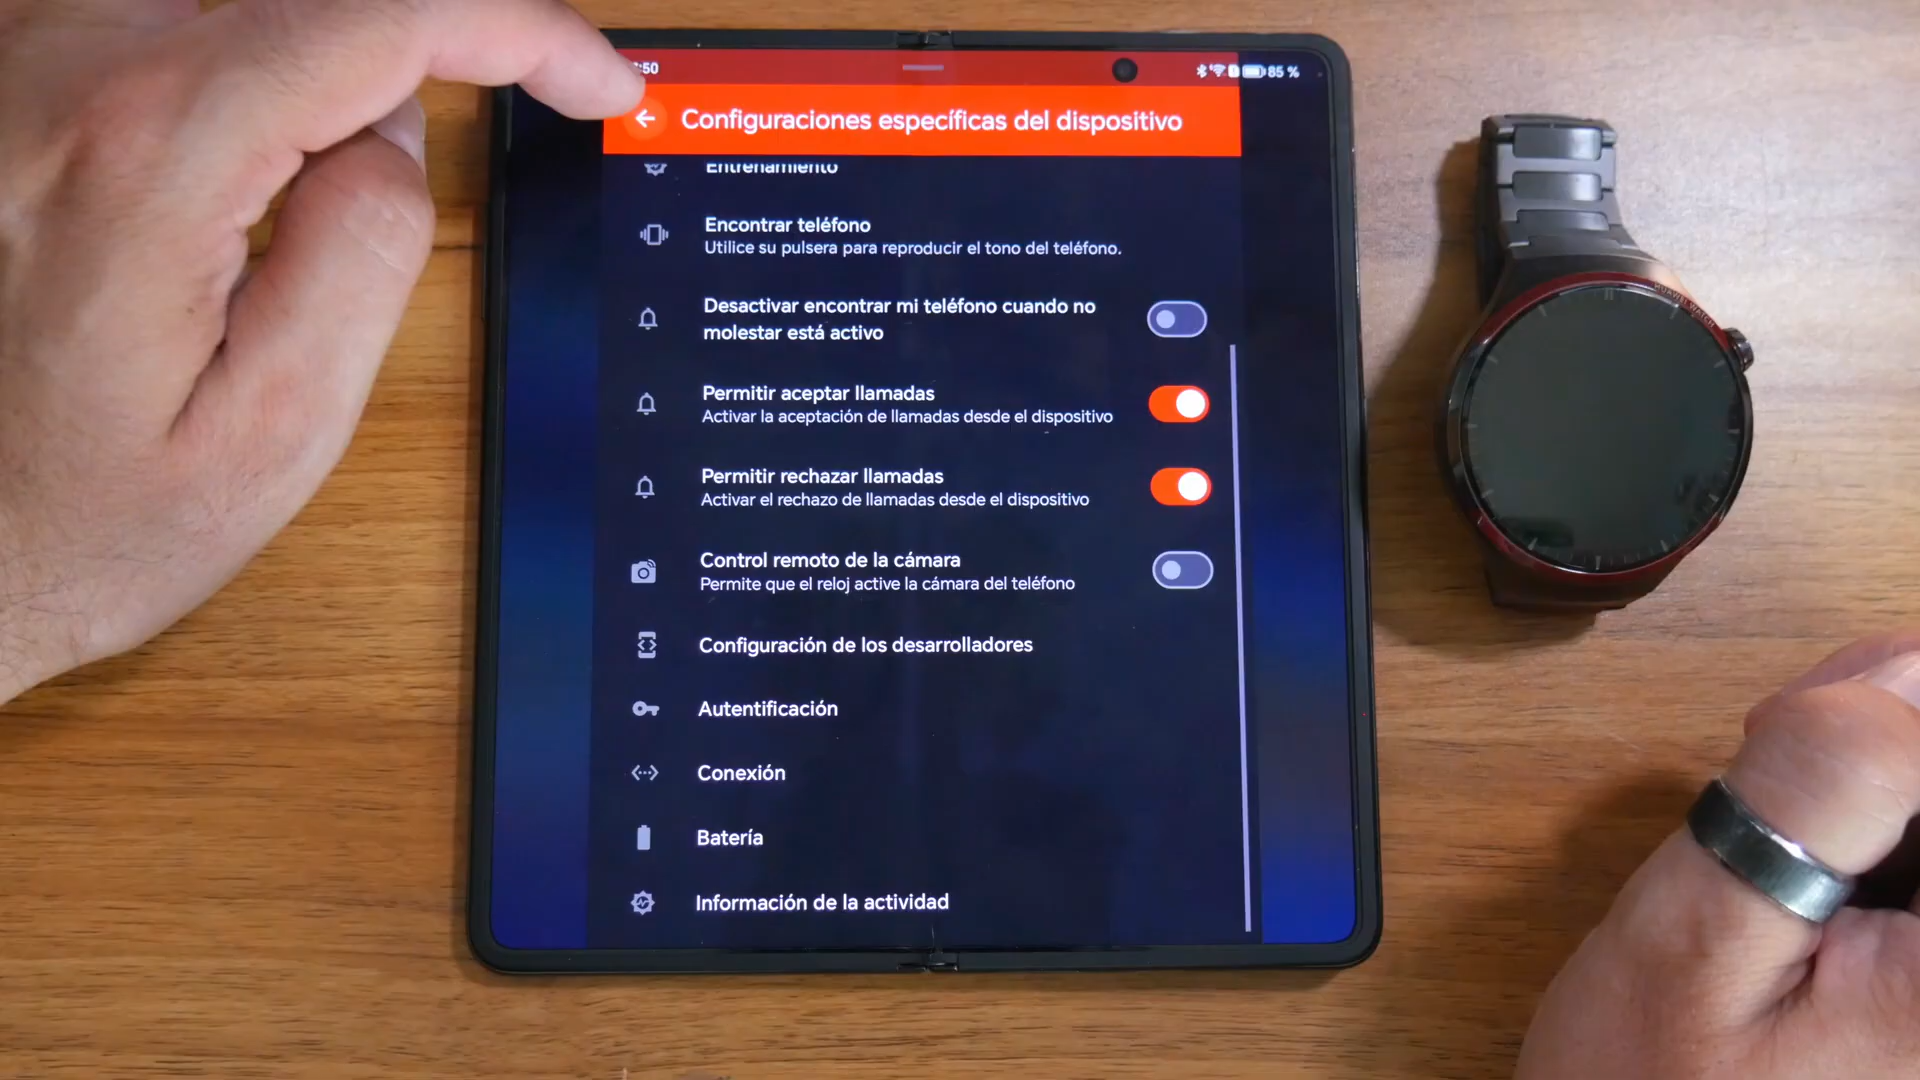 :50
85 %
Configuraciones específicas del dispositivo
Entrenamiento
Encontrar teléfono
Utilice su pulsera para reproducir el tono del teléfono.
Desactivar encontrar mi teléfono cuando no
molestar está activo
Permitir aceptar llamadas
Activar la aceptación de llamadas desde el dispositivo
Permitir rechazar llamadas
Activar el rechazo de llamadas desde el dispositivo
Control remoto de la cámara
Permite que el reloj active la cámara del teléfono
Configuración de los desarrolladores
Autentificación
Conexión
Batería
Información de la actividad
HUAWEI WATCH